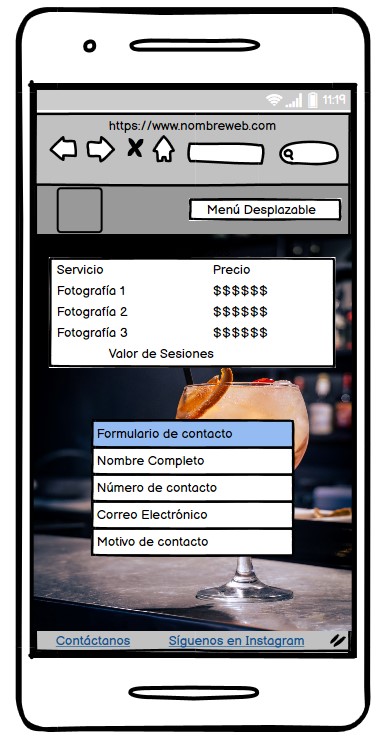 11:19
https://www.nombreweb.com
Menú Desplazable
Servicio Precio
Fotografía 1 $$$$$$
Fotografía 2 $$$$$$
Fotografía 3 $$$$$$
Valor de Sesiones
Formulario de contacto
Nombre Completo
Número de contacto
Correo Electrónico
Motivo de contacto
Contáctanos Síguenos en Instagram